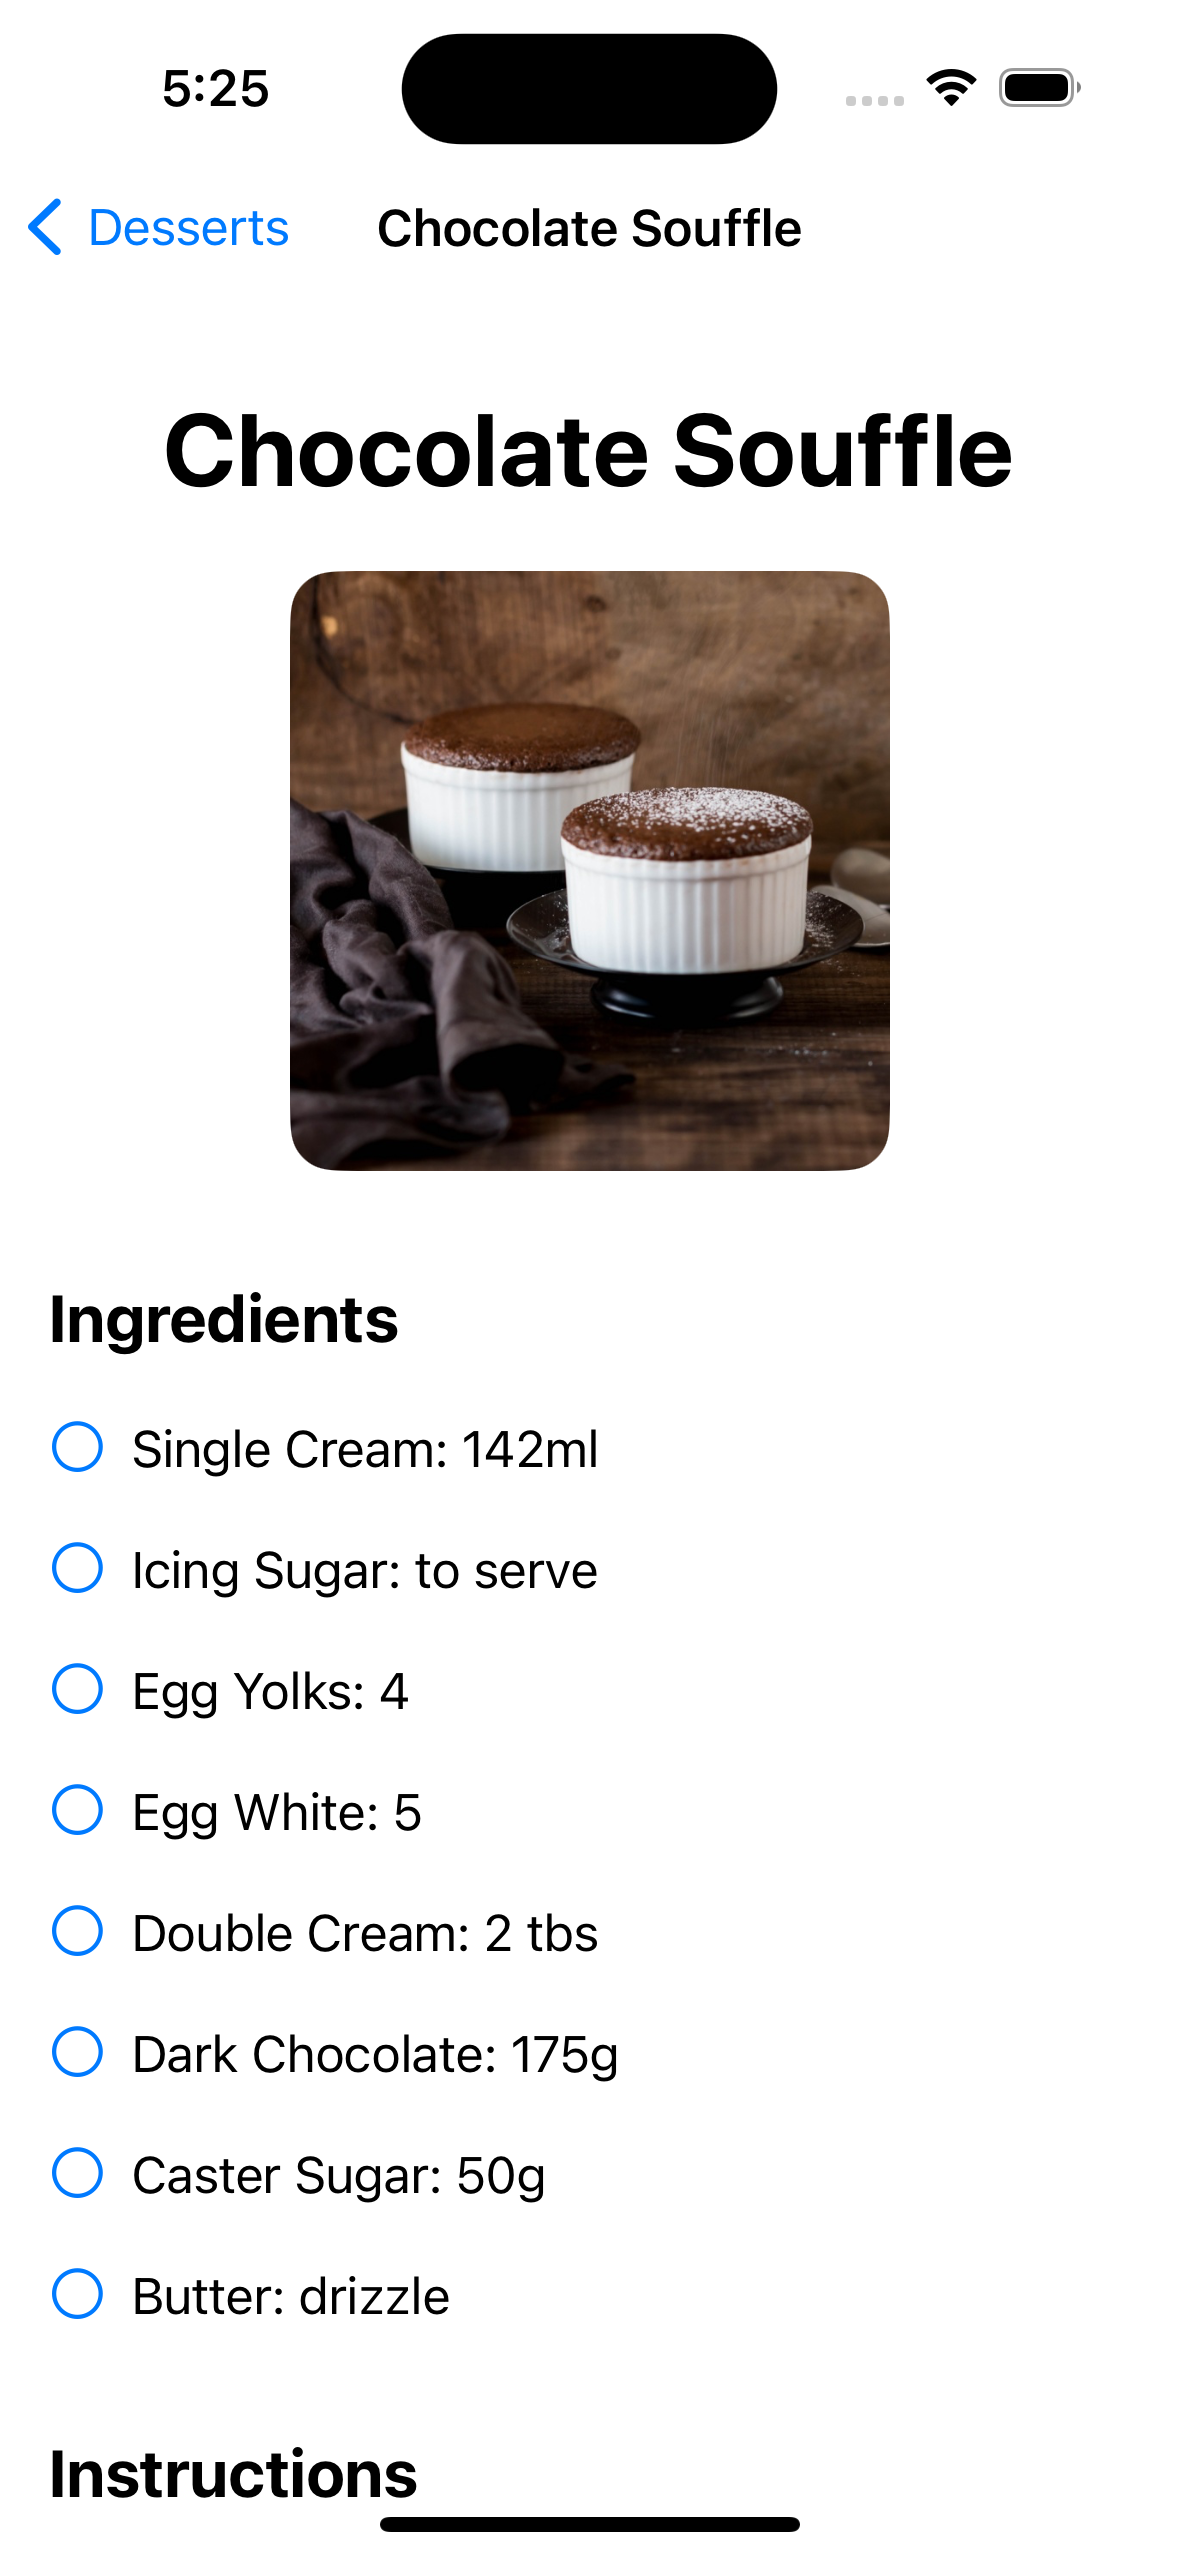 5:25
Desserts
Chocolate Souffle
Chocolate Souffle
Ingredients
Single Cream: 142ml
Icing Sugar: to serve
Egg Yolks: 4
Egg White: 5
Double Cream: 2 tbs
Dark Chocolate: 175g
Caster Sugar: 50g
Butter: drizzle
Instructions